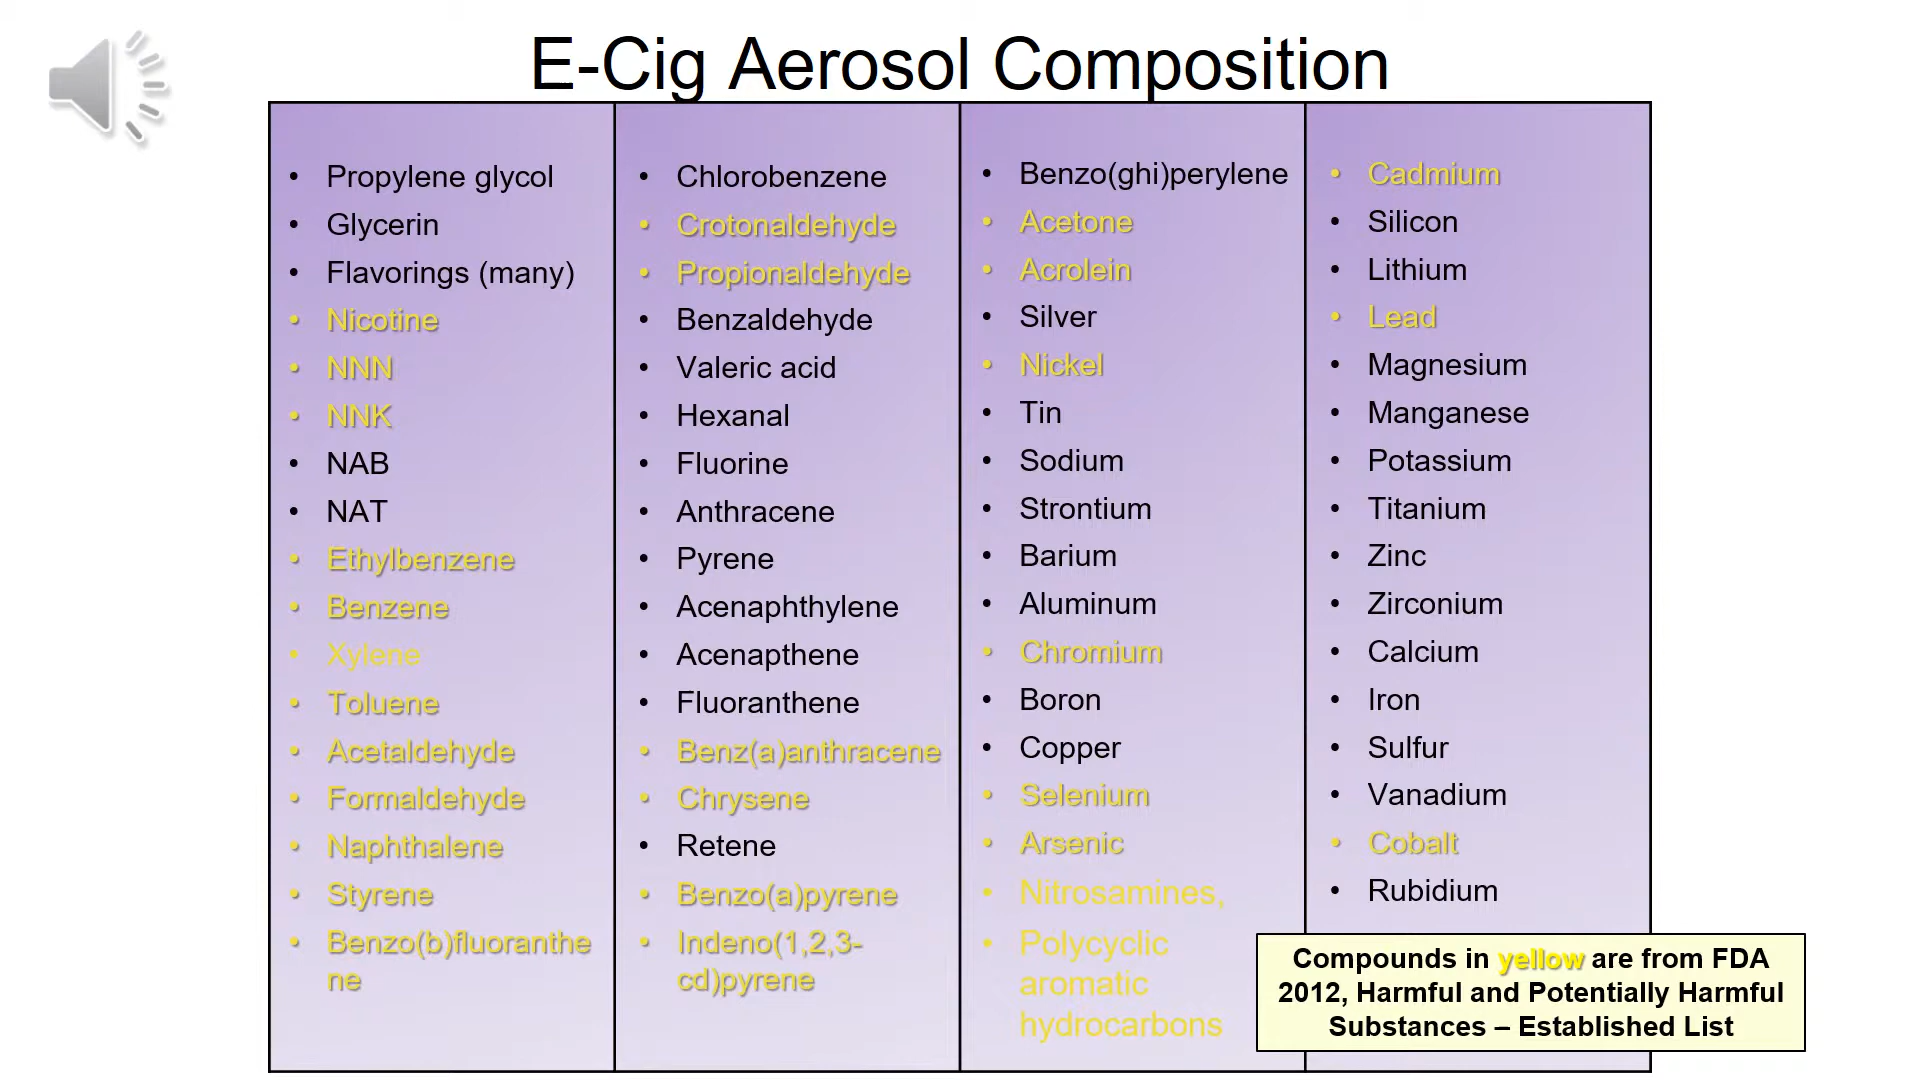 E-Cig Aerosol Composition
• Propylene glycol
• Glycerin
• Flavorings (many)
• Nicotine
• NNN
• NNK
• NAB
• NAT
• Ethylbenzene
• Benzene
• Xylene
• Toluene
• Acetaldehyde
• Formaldehyde
• Naphthalene
• Styrene
• Benzo(b)fluoranthe
ne
• Chlorobenzene
• Crotonaldehyde
• Propionaldehyde
• Benzaldehyde
• Valeric acid
• Hexanal
• Fluorine
• Anthracene
• Pyrene
• Acenaphthylene
• Acenapthene
• Fluoranthene
• Benz(a)anthracene
• Chrysene
• Retene
• Benzo(a)pyrene
• Indeno(1,2,3-
cd)pyrene
• Benzo(ghi)perylene
• Acetone
• Acrolein
• Silver
• Nickel
• Tin
• Sodium
• Strontium
• Barium
• Aluminum
• Chromium
• Boron
• Copper
• Selenium
• Arsenic
• Nitrosamines,
• Polycyclic
aromatic
hydrocarbons
• Cadmium
• Silicon
• Lithium
• Lead
• Magnesium
• Manganese
• Potassium
• Titanium
• Zinc
• Zirconium
• Calcium
• Iron
• Sulfur
• Vanadium
• Cobalt
• Rubidium
Compounds in yellow are from FDA
2012, Harmful and Potentially Harmful
Substances – Established List